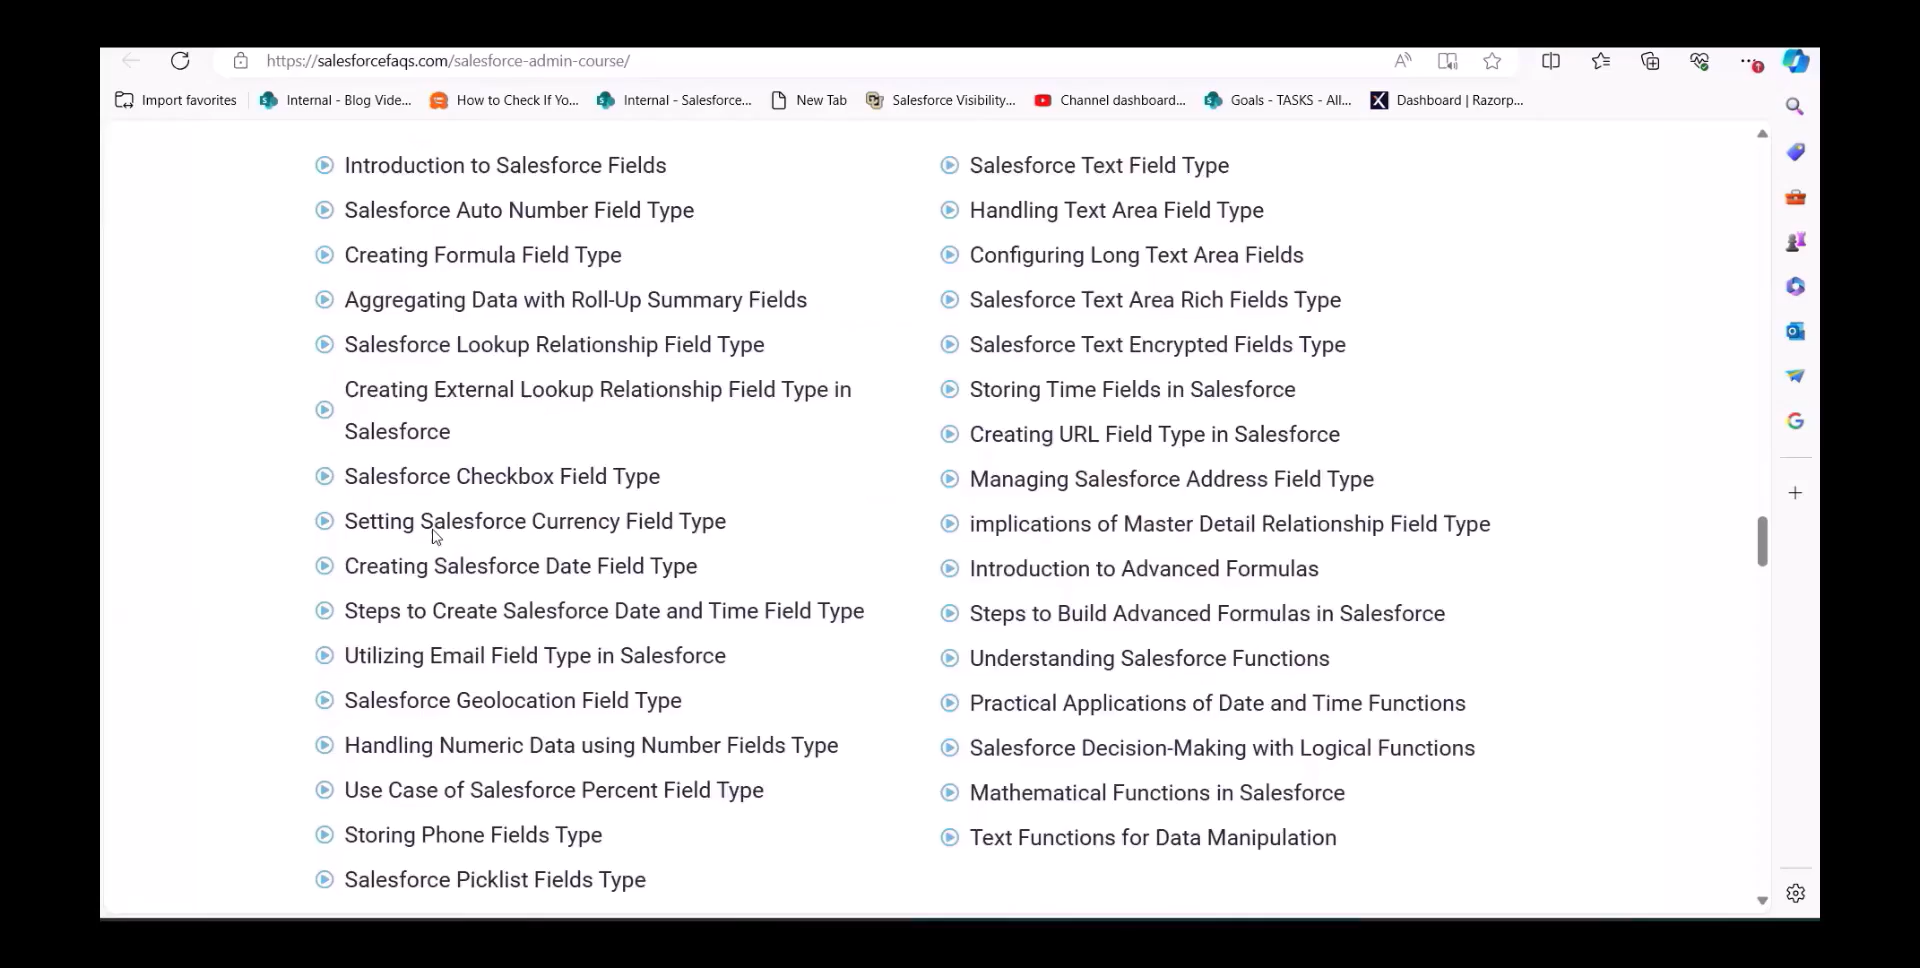 https://salesforcefaqs.com/salesforce-admin-course/
Import favorites
Internal - Blog Vide...
How to Check If Yo...
Internal - Salesforce...
New Tab
Salesforce Visibility...
Channel dashboard...
Goals - TASKS - All...
Dashboard | Razorp...
Introduction to Salesforce Fields
Salesforce Auto Number Field Type
Creating Formula Field Type
Aggregating Data with Roll-Up Summary Fields
Salesforce Lookup Relationship Field Type
Creating External Lookup Relationship Field Type in
Salesforce
Salesforce Checkbox Field Type
Setting Salesforce Currency Field Type
Creating Salesforce Date Field Type
Steps to Create Salesforce Date and Time Field Type
Utilizing Email Field Type in Salesforce
Salesforce Geolocation Field Type
Handling Numeric Data using Number Fields Type
Use Case of Salesforce Percent Field Type
Storing Phone Fields Type
Salesforce Picklist Fields Type
Salesforce Text Field Type
Handling Text Area Field Type
Configuring Long Text Area Fields
Salesforce Text Area Rich Fields Type
Salesforce Text Encrypted Fields Type
Storing Time Fields in Salesforce
Creating URL Field Type in Salesforce
Managing Salesforce Address Field Type
implications of Master Detail Relationship Field Type
Introduction to Advanced Formulas
Steps to Build Advanced Formulas in Salesforce
Understanding Salesforce Functions
Practical Applications of Date and Time Functions
Salesforce Decision-Making with Logical Functions
Mathematical Functions in Salesforce
Text Functions for Data Manipulation